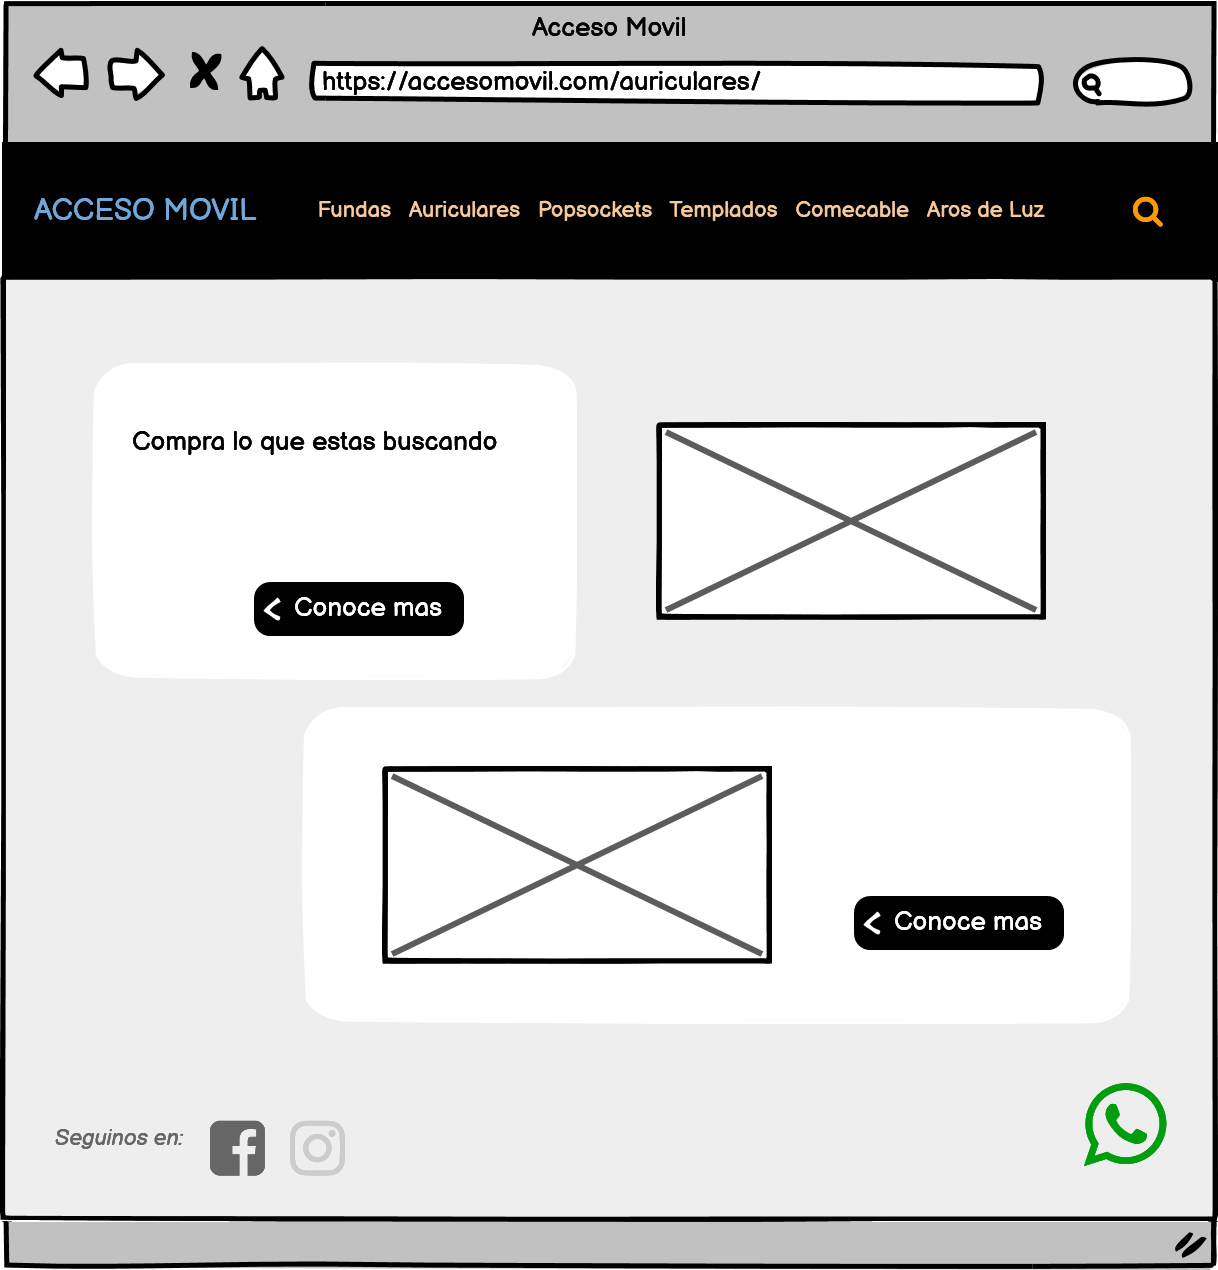 Acceso Movil
https://accesomovil.com/auriculares/
ACCESO MOVIL
Fundas Auriculares Popsockets Templados Comecable Aros de Luz
Compra lo que estas buscando
Conoce mas
Conoce mas
Seguinos en: